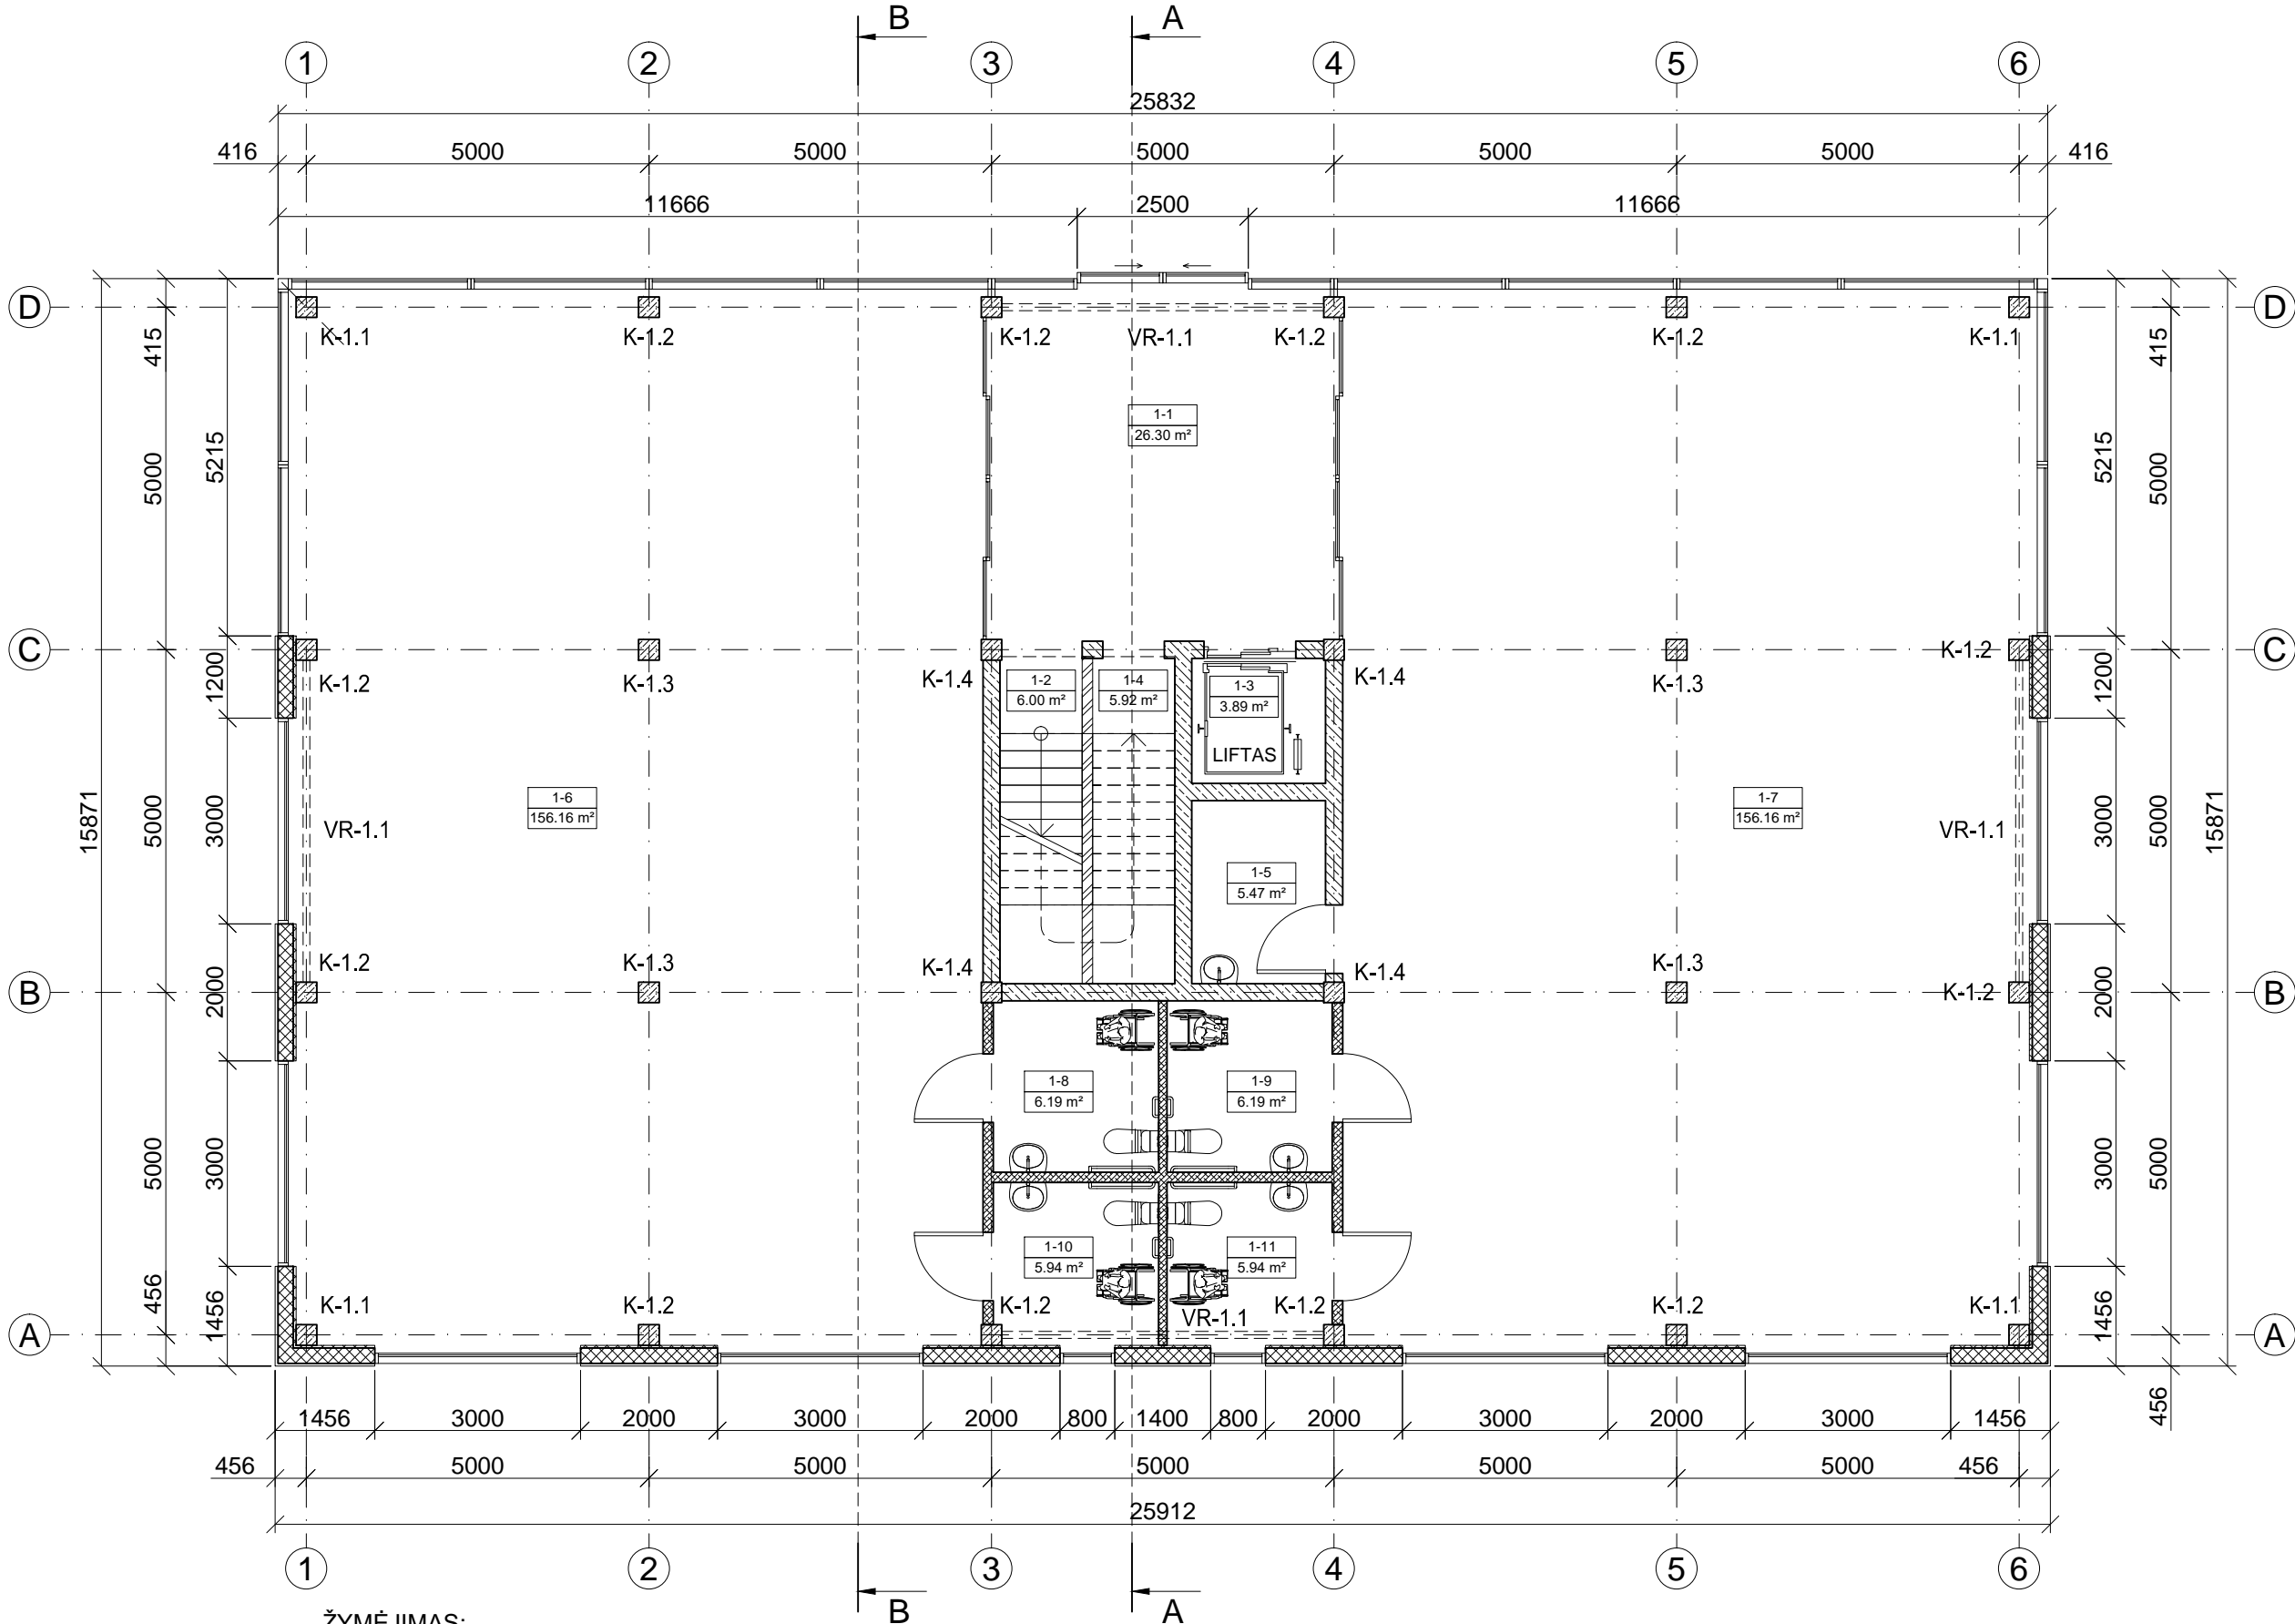 B A
1 2 3 4 5 6
25832
416 5000 5000 5000 5000 5000 416
11666 2500 11666
D D
K-1.1 K-1.2 K-1.2 VR-1.1 K-1.2 K-1.2 K-1.1
415 415
1-1
26.30 m²
5000 5215 5215 5000
C C
K-1.2
K-1.2 K-1.3 K-1.4 K-1.4 K-1.3
1200 1200
1-2 1-4 1-3
6.00 m² 5.92 m² 3.89 m²
LIFTAS
1-6 1-7
156.16 m² 156.16 m²
15871 5000 3000 VR-1.1 VR-1.1 3000 5000 15871
1-5
5.47 m²
K-1.2 K-1.3 K-1.4 K-1.4 K-1.3
B K-1.2 B
2000 2000
1-8 1-9
6.19 m² 6.19 m²
5000 3000 3000 5000
1-10 1-11
5.94 m² 5.94 m²
456 1456 1456
K-1.1 K-1.2 K-1.2 VR-1.1 K-1.2 K-1.2 K-1.1
A A
456
1456 3000 2000 3000 2000 800 1400 800 2000 3000 2000 3000 1456
456 5000 5000 5000 5000 5000 456
25912
1 2 3 4 5 6
B A
ŽYMĖJIMAS: